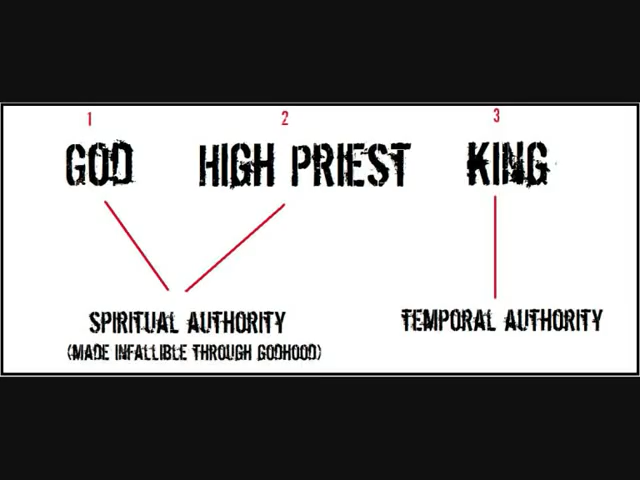 1 2 3
GOD HIGH PRIEST KING
SPIRITUAL AUTHORITY TEMPORAL AUTHORITY
(MADE INFALLIBLE THROUGH GODHOOD)